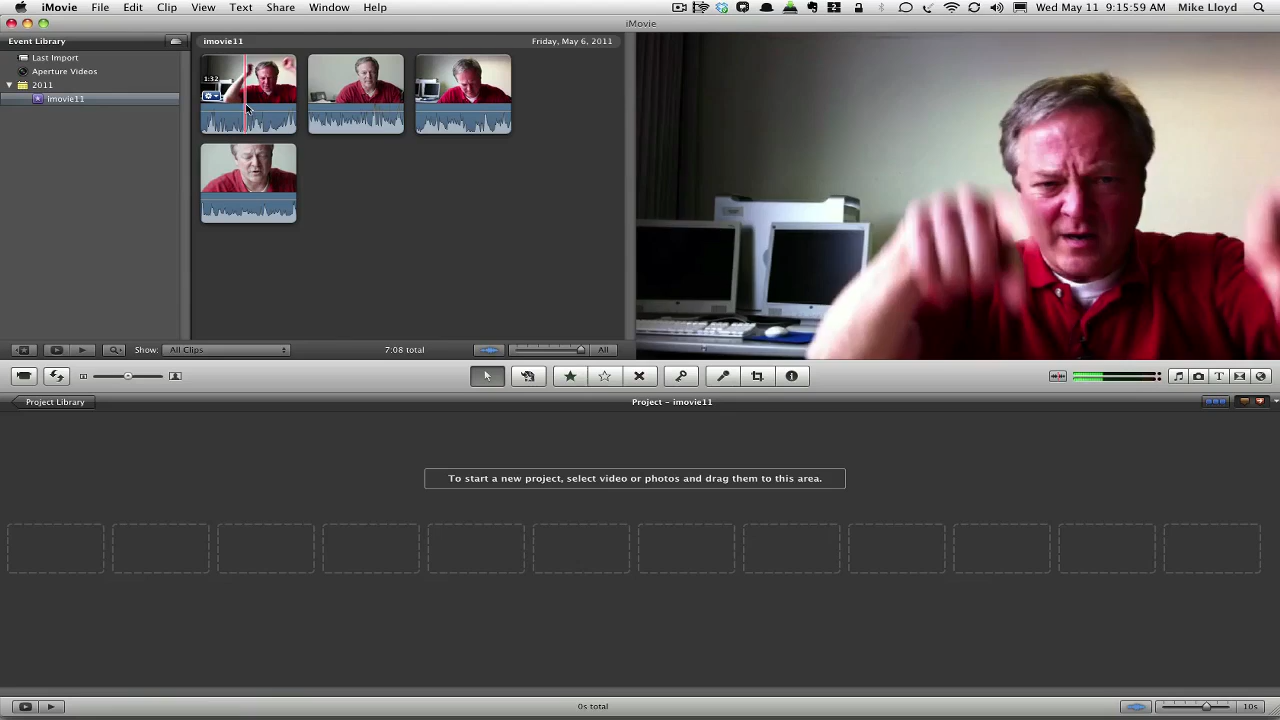 iMovie File Edit Clip View Text Share Window Help 2 Wed May 11 9:15:59 AM Mike Lloyd
iMovie
Event Library
imovie11 Friday, May 6, 2011
Last Import
Aperture Videos
2011
imovie11
1:32
Show: All Clips 7:08 total All
Project Library Project - imovie11
To start a new project, select video or photos and drag them to this area.
0s total 10s